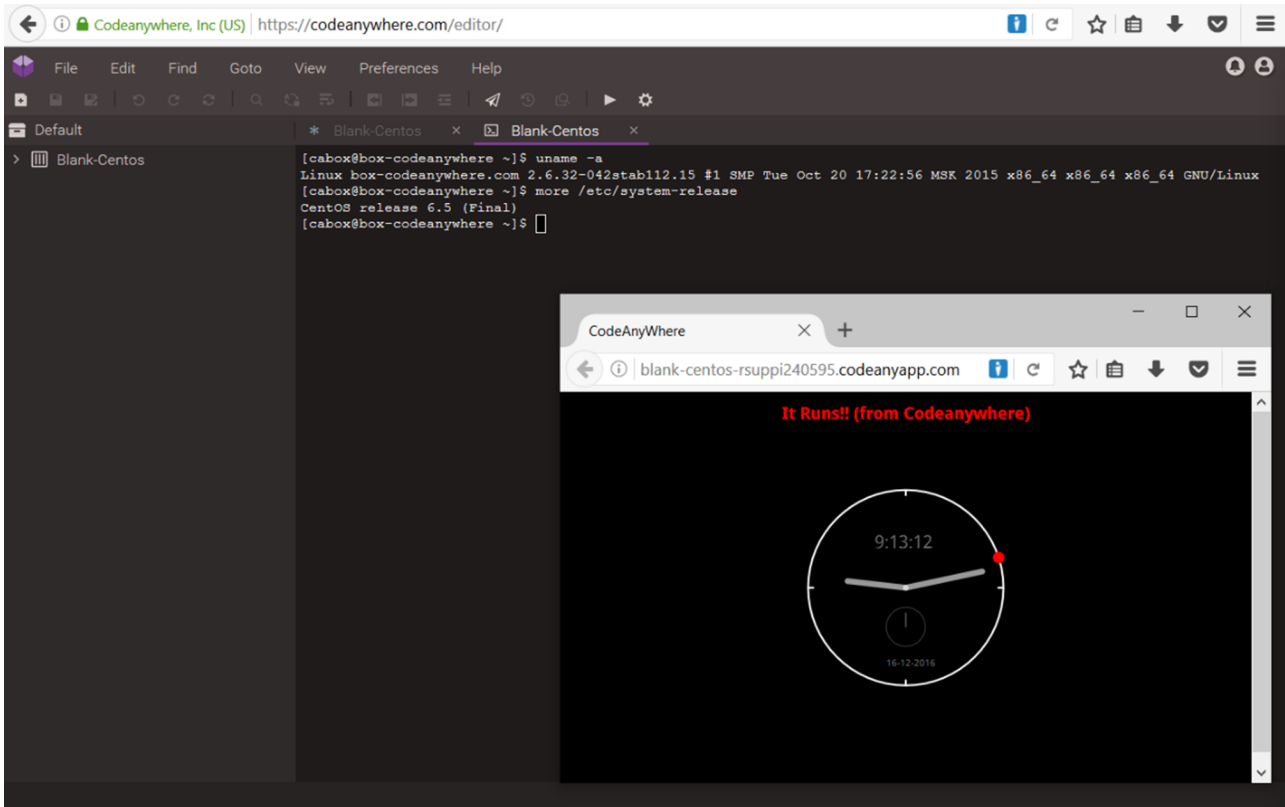 Codeanywhere, Inc (US) https://codeanywhere.com/editor/
File Edit Find Goto View Preferences Help
Default
Blank-Centos
Blank-Centos
Blank-Centos
[cabox@box-codeanywhere ~]$ uname -a
Linux box-codeanywhere.com 2.6.32-042stab112.15 #1 SMP Tue Oct 20 17:22:56 MSK 2015 x86_64 x86_64 x86_64 GNU/Linux
[cabox@box-codeanywhere ~]$ more /etc/system-release
CentOS release 6.5 (Final)
[cabox@box-codeanywhere ~]$
CodeAnyWhere
blank-centos-rsuppi240595.codeanyapp.com
It Runs!! (from Codeanywhere)
9:13:12
16-12-2016